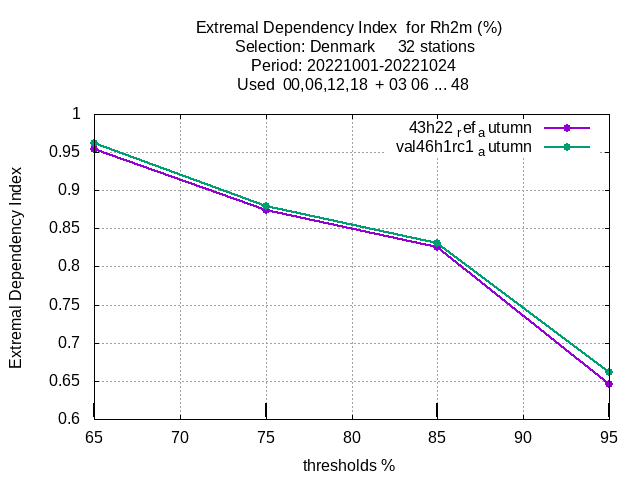 Extremal Dependency Index  for Rh2m (%)
Selection: Denmark     32 stations
Period: 20221001-20221024
Used  00,06,12,18  + 03 06 ... 48
43h22 ref a utumn
val46h1rc1 a utumn
Extremal Dependency Index
1
0.95
0.9
0.85
0.8
0.75
0.7
0.65
0.6
65 70 75 80 85 90 95
thresholds %